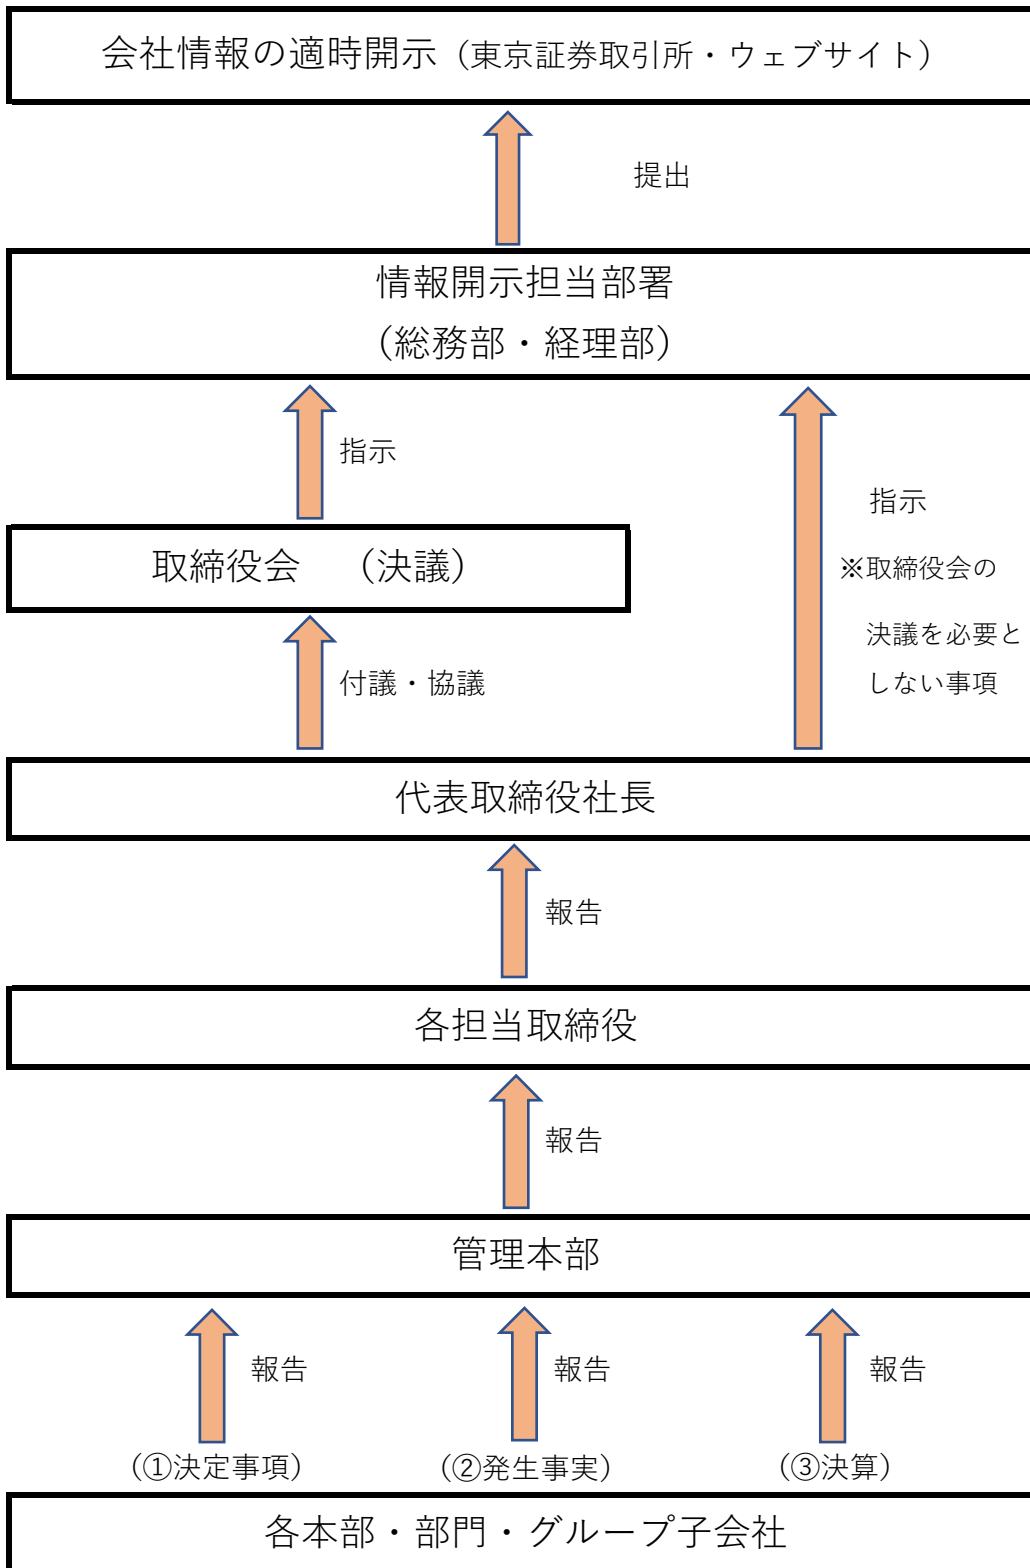 会社情報の適時開示（東京証券取引所・ウェブサイト）
提出
情報開示担当部署
（総務部・経理部）
指示
指示
※取締役会の
決議を必要と
しない事項
取締役会　（決議）
付議・協議
代表取締役社長
報告
各担当取締役
報告
管理本部
報告
報告
報告
（①決定事項）
（②発生事実）
（③決算）
各本部・部門・グループ子会社